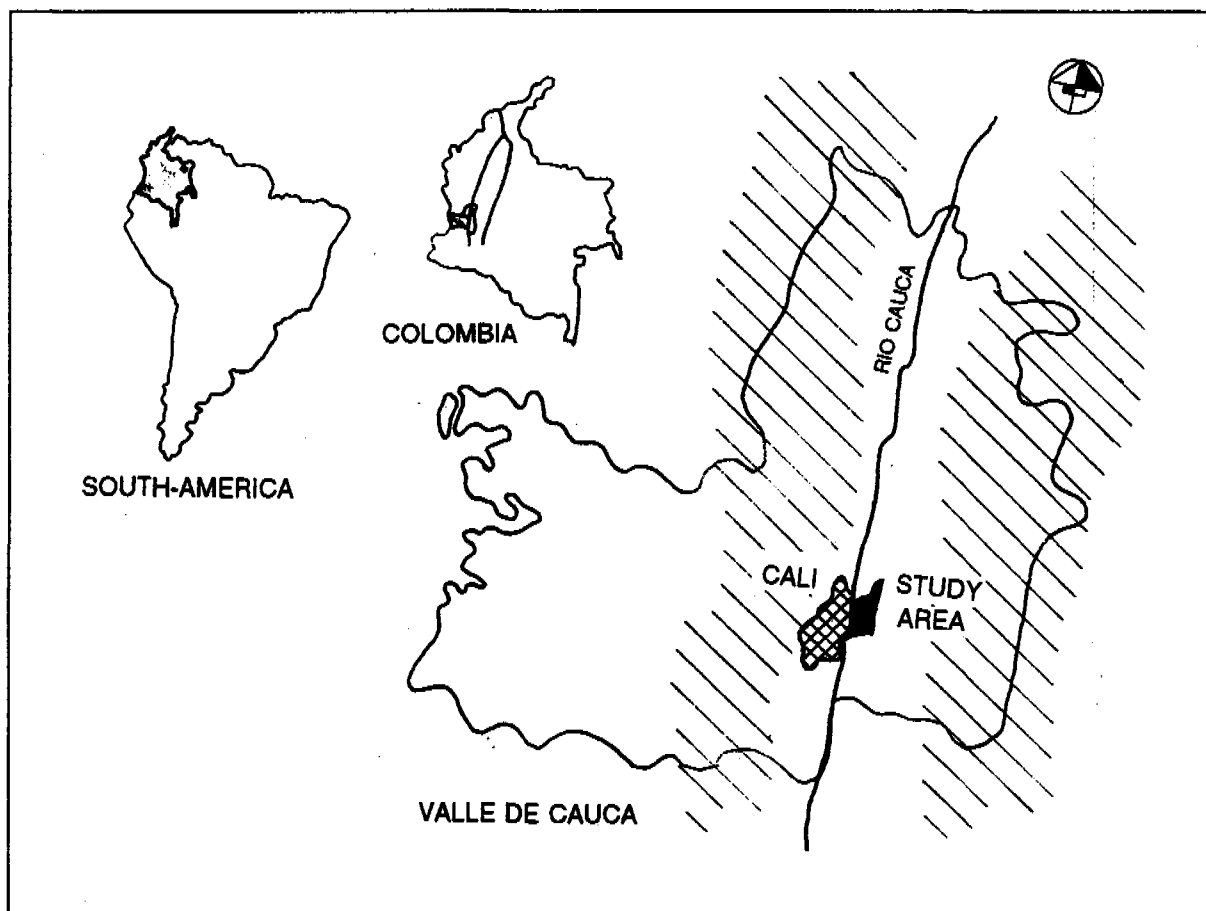 COLOMBIA
SOUTH-AMERICA
RIO CAUCA
CALI
STUDY
AREA
VALLE DE CAUCA